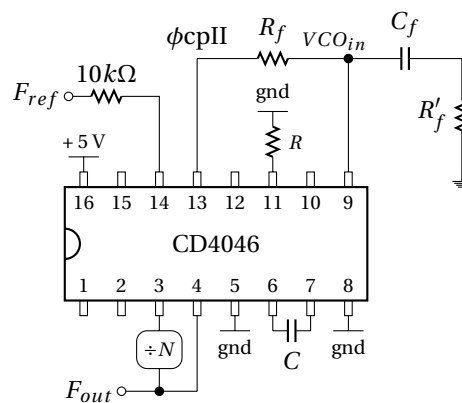 ϕcpII
R_f
VCO_in
C_f
F_ref
10kΩ
gnd
R
R′_f
+5V
16 15 14 13 12 11 10 9
CD4046
1 2 3 4 5 6 7 8
÷N
gnd
C
gnd
F_out